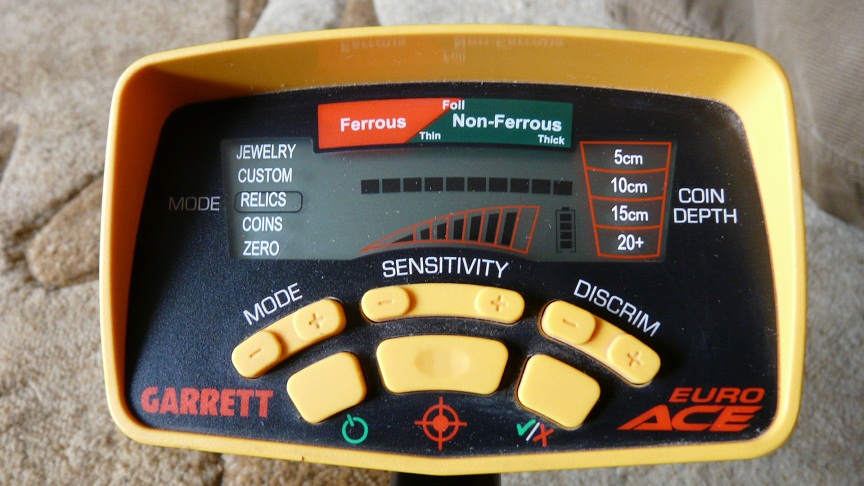 Ferrous
Foil
Non-Ferrous
Thin
Thick
MODE
JEWELRY
CUSTOM
RELICS
COINS
ZERO
5cm
10cm
15cm
20+
COIN
DEPTH
MODE
- +
SENSITIVITY
- +
DISCRIM
- +
GARRETT
EURO
ACE